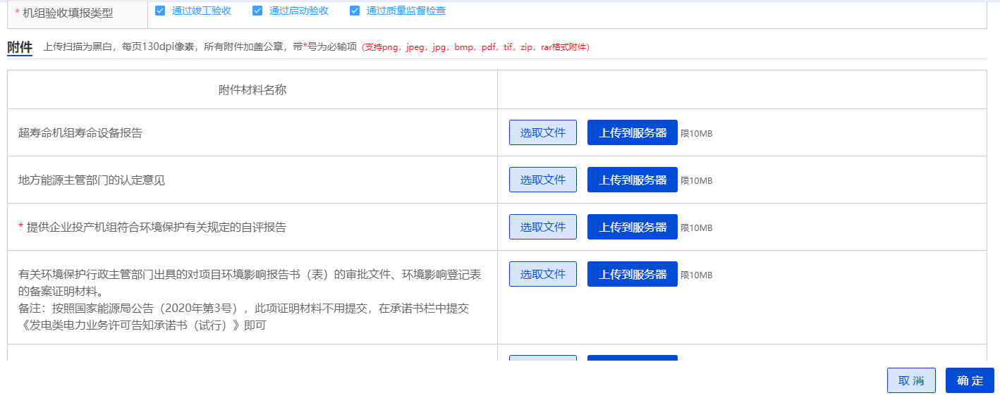 * 机组验收填报类型
通过竣工验收 通过启动验收 通过质量监督检查
附件 上传扫描为黑白，每页130dpi像素，所有附件加盖公章，带*号为必输项（支持png，jpeg，jpg，bmp，pdf，tif，zip，rar格式附件）
附件材料名称
超寿命机组寿命设备报告 选取文件 上传到服务器 限10MB
地方能源主管部门的认定意见 选取文件 上传到服务器 限10MB
* 提供企业投产机组符合环境保护有关规定的自评报告 选取文件 上传到服务器 限10MB
有关环境保护行政主管部门出具的对项目环境影响报告书（表）的审批文件、环境影响登记表 选取文件 上传到服务器 限10MB
的备案证明材料。
备注：按照国家能源局公告（2020年第3号），此项证明材料不用提交，在承诺书栏中提交
《发电类电力业务许可告知承诺书（试行）》即可
取 消 确 定